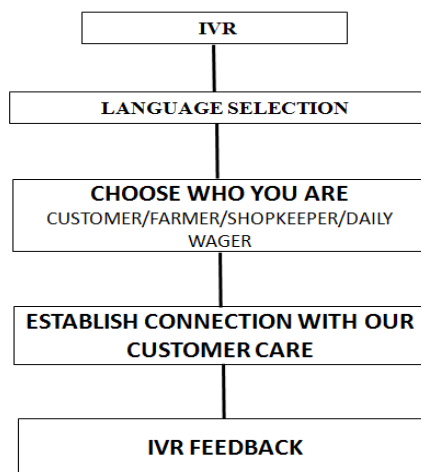 IVR
LANGUAGE SELECTION
CHOOSE WHO YOU ARE
CUSTOMER/FARMER/SHOPKEEPER/DAILY
WAGER
ESTABLISH CONNECTION WITH OUR
CUSTOMER CARE
IVR FEEDBACK